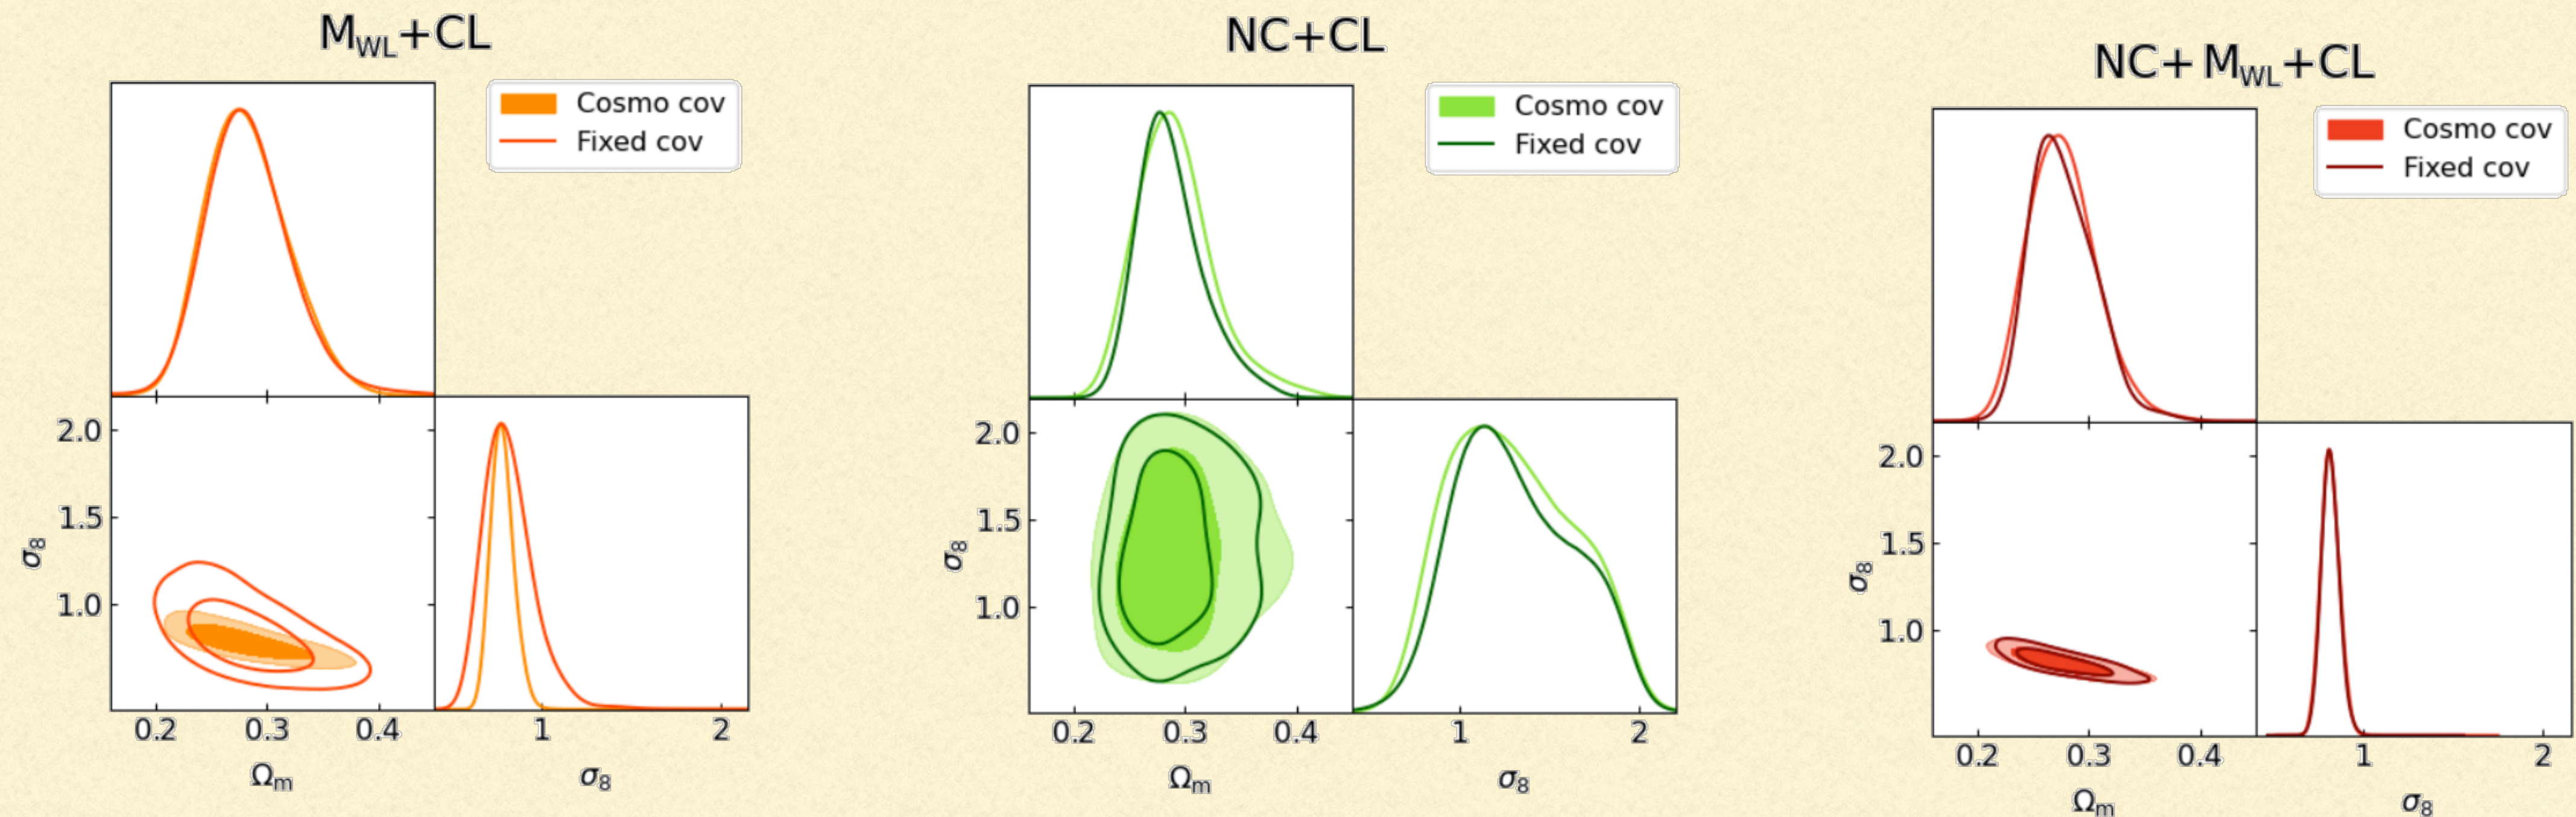 M_WL+CL
Cosmo cov
Fixed cov
2.0
1.5
1.0
σ8
0.2 0.3 0.4 1 2
Ωm σ8
NC+CL
Cosmo cov
Fixed cov
2.0
1.5
1.0
σ8
0.2 0.3 0.4 1 2
Ωm σ8
NC+M_WL+CL
Cosmo cov
Fixed cov
2.0
1.5
1.0
σ8
0.2 0.3 0.4 1 2
Ωm σ8